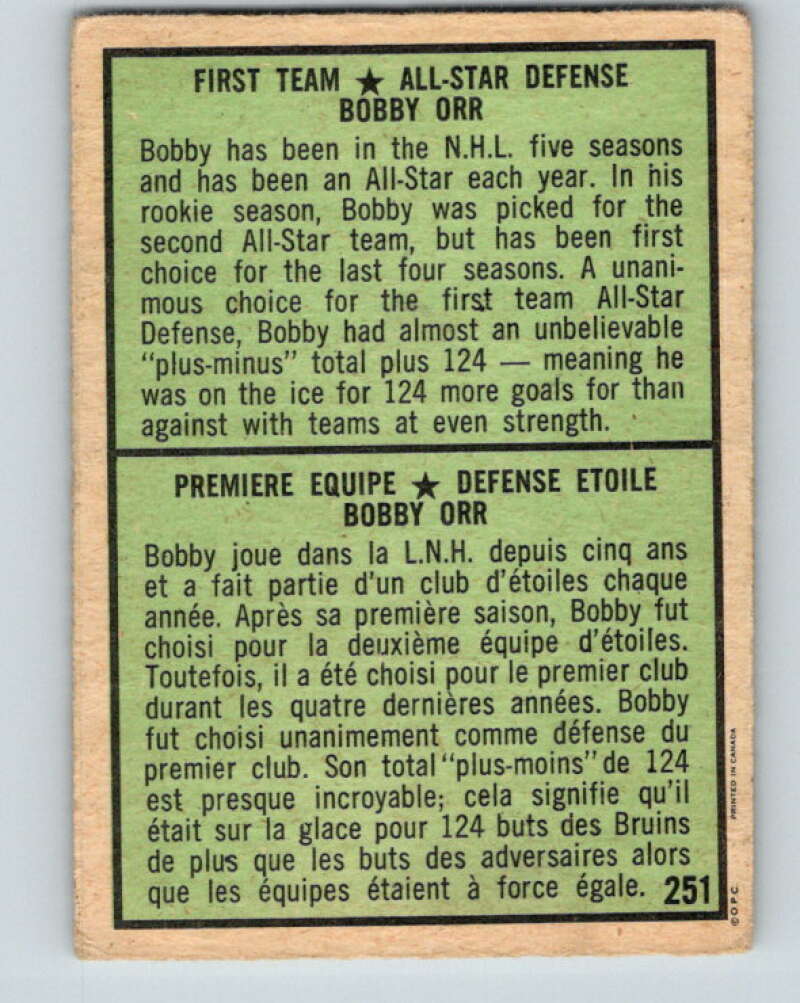 FIRST TEAM ★ ALL-STAR DEFENSE
BOBBY ORR
Bobby has been in the N.H.L. five seasons
and has been an All-Star each year. In his
rookie season, Bobby was picked for the
second All-Star team, but has been first
choice for the last four seasons. A unani-
mous choice for the first team All-Star
Defense, Bobby had almost an unbelievable
"plus-minus" total plus 124 — meaning he
was on the ice for 124 more goals for than
against with teams at even strength.
PREMIERE EQUIPE ★ DEFENSE ETOILE
BOBBY ORR
Bobby joue dans la L.N.H. depuis cinq ans
et a fait partie d'un club d'étoiles chaque
année. Après sa première saison, Bobby fut
choisi pour la deuxième équipe d'étoiles.
Toutefois, il a été choisi pour le premier club
durant les quatre dernières années. Bobby
fut choisi unanimement comme défense du
premier club. Son total "plus-moins" de 124
est presque incroyable; cela signifie qu'il
était sur la glace pour 124 buts des Bruins
de plus que les buts des adversaires alors
que les équipes étaient à force égale. 251
©O.P.C. PRINTED IN CANADA